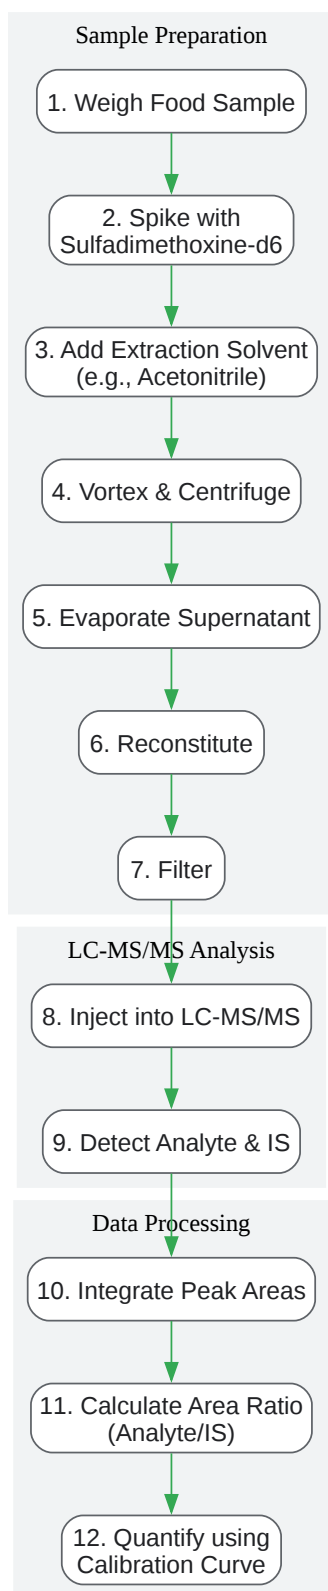 Sample Preparation
1. Weigh Food Sample
2. Spike with
Sulfadimethoxine-d6
3. Add Extraction Solvent
(e.g., Acetonitrile)
4. Vortex & Centrifuge
5. Evaporate Supernatant
6. Reconstitute
7. Filter
LC-MS/MS Analysis
8. Inject into LC-MS/MS
9. Detect Analyte & IS
Data Processing
10. Integrate Peak Areas
11. Calculate Area Ratio
(Analyte/IS)
12. Quantify using
Calibration Curve